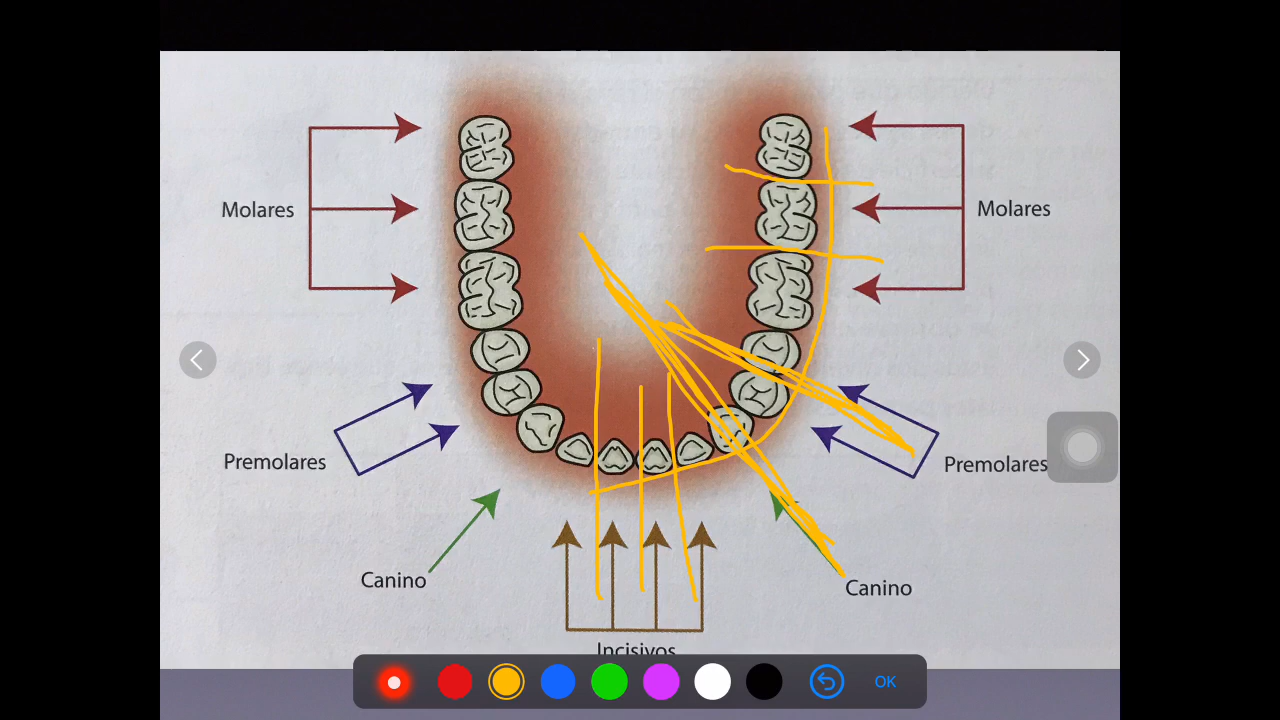 Molares
Molares
Premolares
Premolares
Canino
Canino
Incisivos
OK